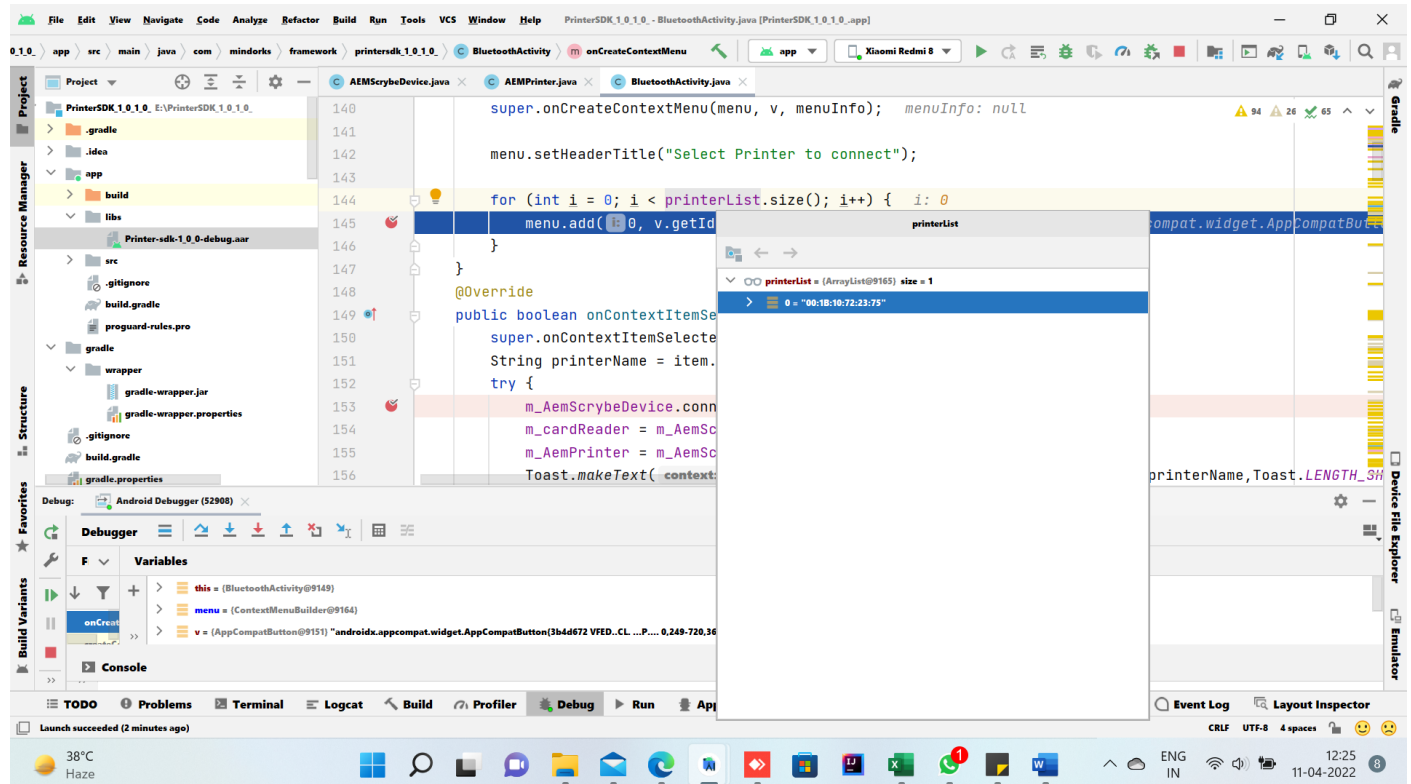 File Edit View Navigate Code Analyze Refactor Build Run Tools VCS Window Help PrinterSDK_1_0_1_0_ - BluetoothActivity.java [PrinterSDK_1_0_1_0_.app]
0_1_0_ app src main java com mindorks framework printersdk_1_0_1_0_ BluetoothActivity onCreateContextMenu app Xiaomi Redmi 8
Project AEMScrybeDevice.java AEMPrinter.java BluetoothActivity.java
PrinterSDK_1_0_1_0_ E:\PrinterSDK_1_0_1_0_
.gradle
.idea
app
build
libs
Printer-sdk-1_0_0-debug.aar
src
.gitignore
build.gradle
proguard-rules.pro
gradle
wrapper
gradle-wrapper.jar
gradle-wrapper.properties
.gitignore
build.gradle
gradle.properties
140 super.onCreateContextMenu(menu, v, menuInfo); menuInfo: null
94 26 65
141
142 menu.setHeaderTitle("Select Printer to connect");
143
144 for (int i = 0; i < printerList.size(); i++) { i: 0
145 menu.add( i: 0, v.getId ompat.widget.AppCompatButt
146 }
147 }
148 @Override
149 public boolean onContextItemSe
150 super.onContextItemSelecte
151 String printerName = item.
152 try {
153 m_AemScrybeDevice.conn
154 m_cardReader = m_AemSc
155 m_AemPrinter = m_AemSc
156 Toast.makeText( context: printerName,Toast.LENGTH_SH
printerList
printerList = {ArrayList@9165} size = 1
0 = "00:1B:10:72:23:75"
Project
Resource Manager
Structure
Favorites
Build Variants
Gradle
Device File Explorer
Emulator
Debug: Android Debugger (52908)
Debugger
F Variables
this = {BluetoothActivity@9149}
menu = {ContextMenuBuilder@9164}
onCreat
v = {AppCompatButton@9151} "androidx.appcompat.widget.AppCompatButton{3b4d672 VFED..CL. ...P.... 0,249-720,36
Console
TODO Problems Terminal Logcat Build Profiler Debug Run App Event Log Layout Inspector
Launch succeeded (2 minutes ago) CRLF UTF-8 4 spaces
38°C
Haze
1
ENG
IN
12:25
11-04-2022
8